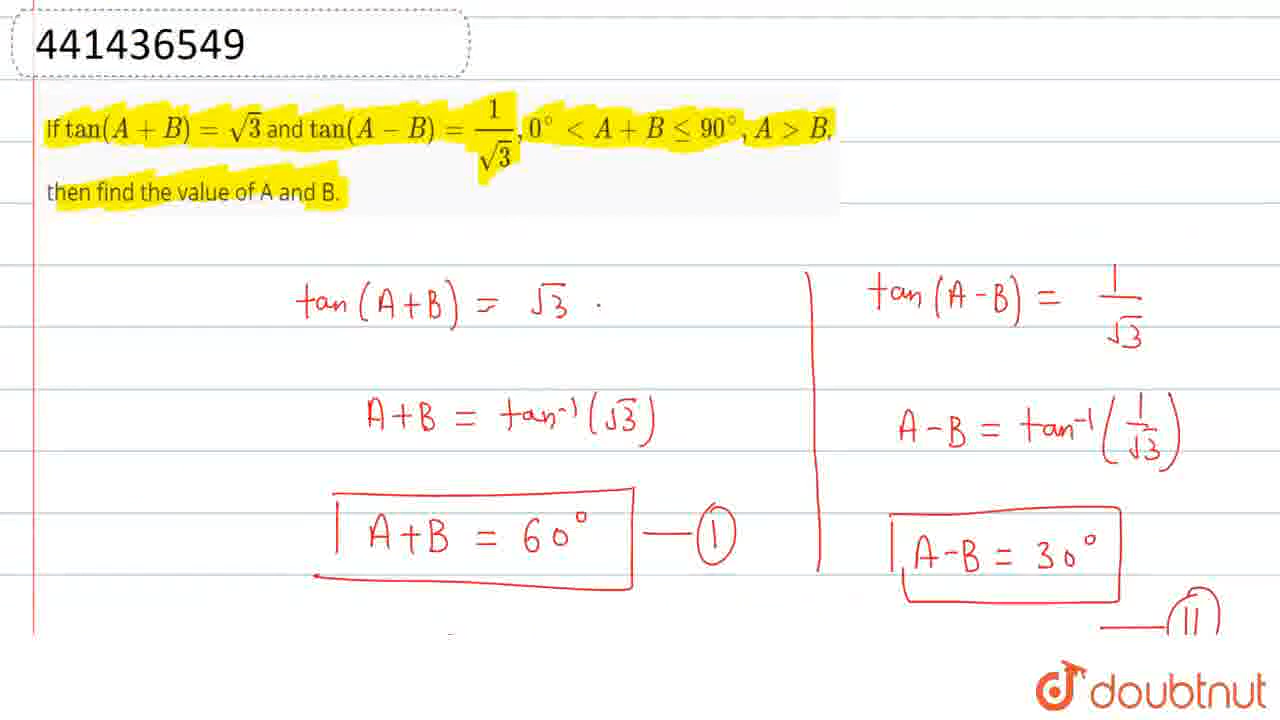 441436549
If tan(A + B) = √3 and tan(A − B) = 1/√3, 0° < A + B ≤ 90°, A > B,
then find the value of A and B.
tan(A+B) = √3 .
A+B = tan⁻¹(√3)
A+B = 60° — I
tan(A-B) = 1/√3
A-B = tan⁻¹(1/√3)
A-B = 30°
— II
doubtnut